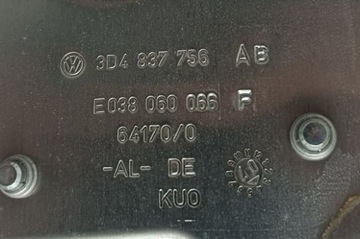 3D4 837 756 AB
E038 060 066 F
64170/0
-AL- DE
KUO